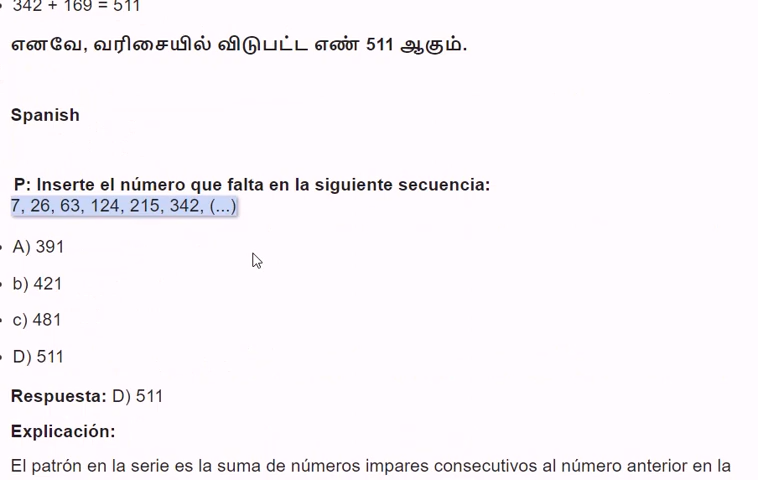 342 + 169 = 511
எனவே, வரிசையில் விடுபட்ட எண் 511 ஆகும்.
Spanish
P: Inserte el número que falta en la siguiente secuencia:
7, 26, 63, 124, 215, 342, (...)
A) 391
b) 421
c) 481
D) 511
Respuesta: D) 511
Explicación:
El patrón en la serie es la suma de números impares consecutivos al número anterior en la